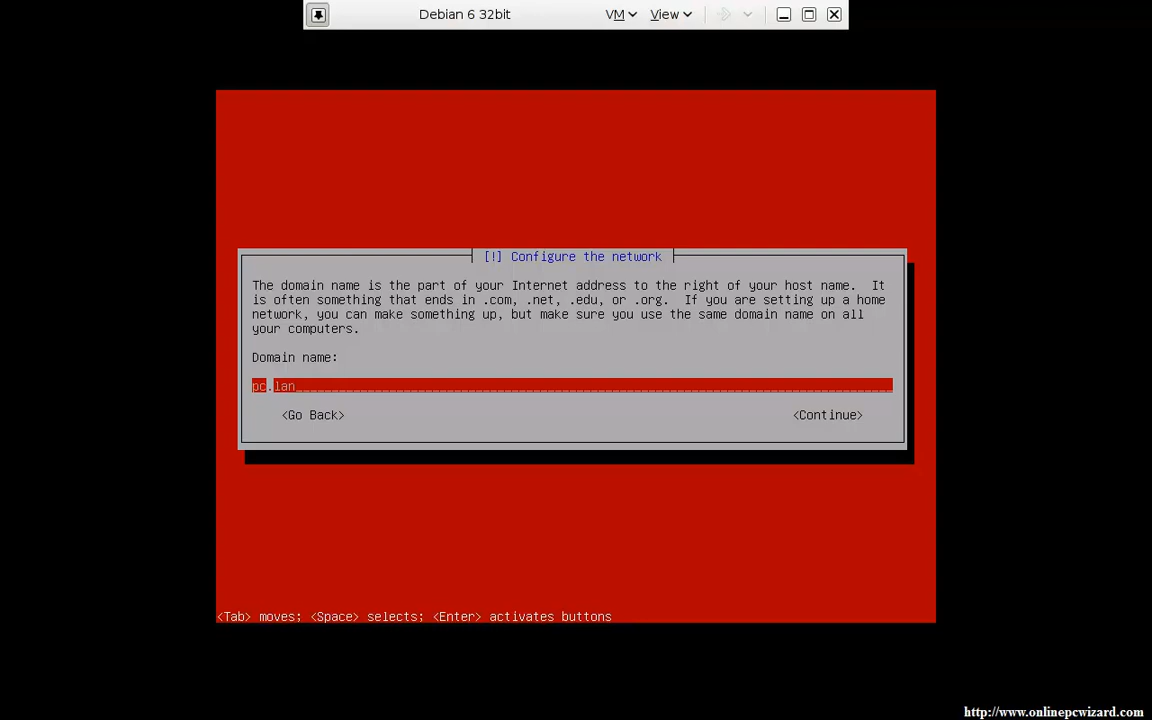 Debian 6 32bit VM View
[!] Configure the network
The domain name is the part of your Internet address to the right of your host name. It
is often something that ends in .com, .net, .edu, or .org. If you are setting up a home
network, you can make something up, but make sure you use the same domain name on all
your computers.
Domain name:
pc.lan
<Go Back> <Continue>
<Tab> moves; <Space> selects; <Enter> activates buttons
http://www.onlinepcwizard.com